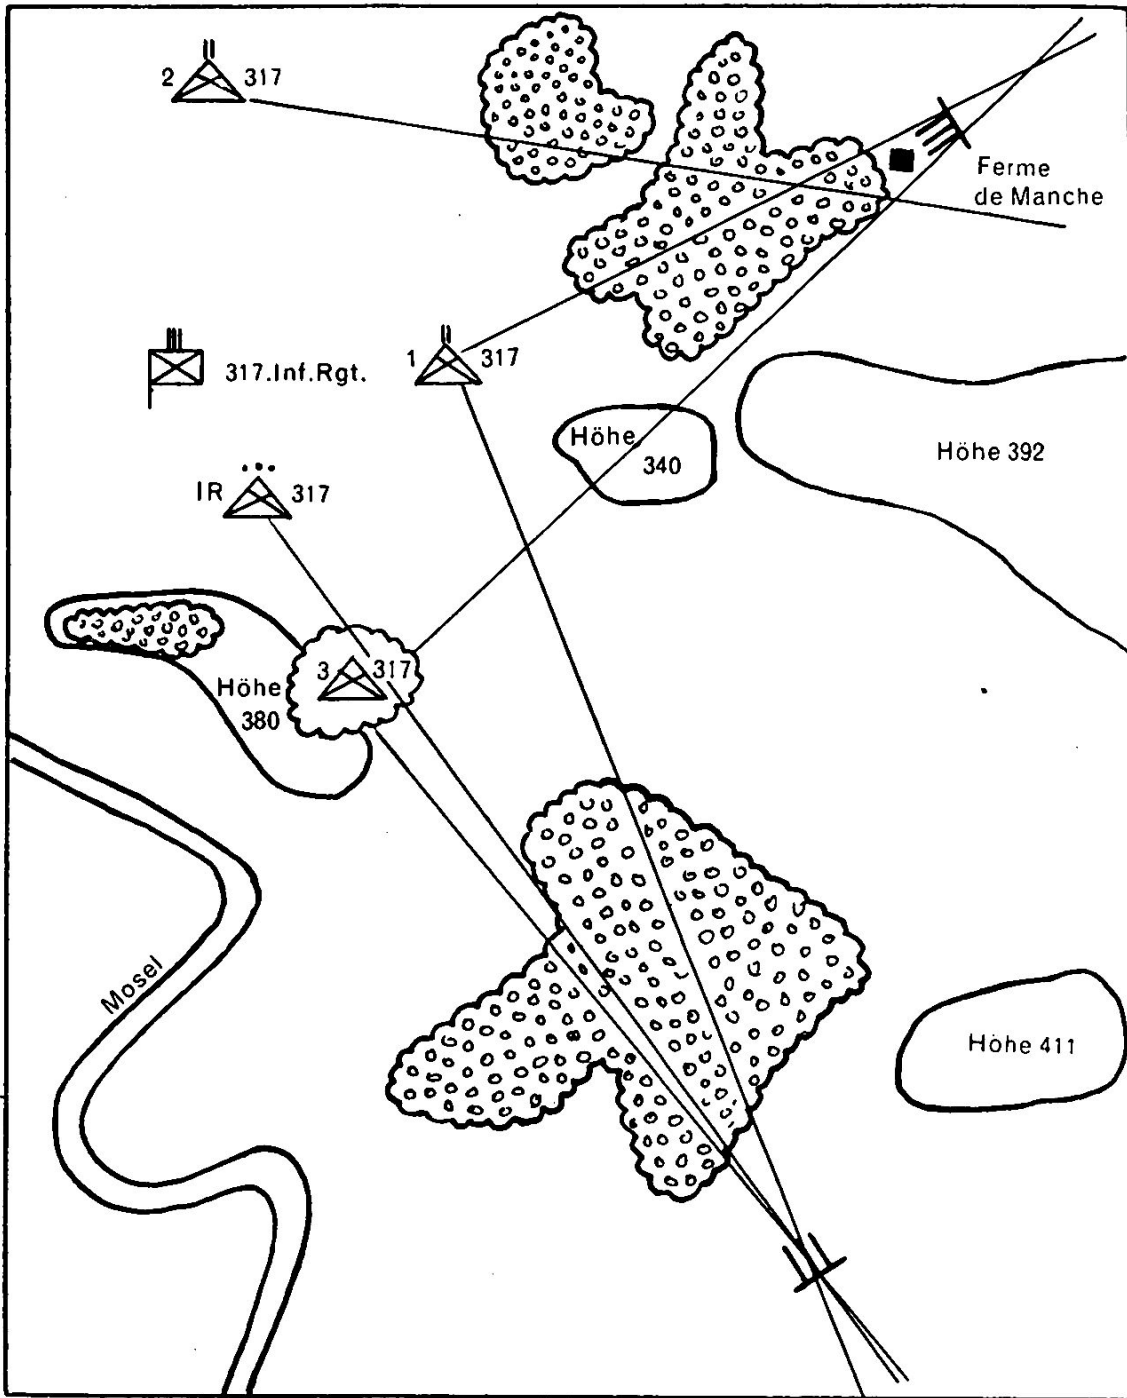 2 317
Ferme
de Manche
1 317
317.Inf.Rgt.
Höhe
340
Höhe 392
IR 317
3 317
Höhe
380
Mosel
Höhe 411